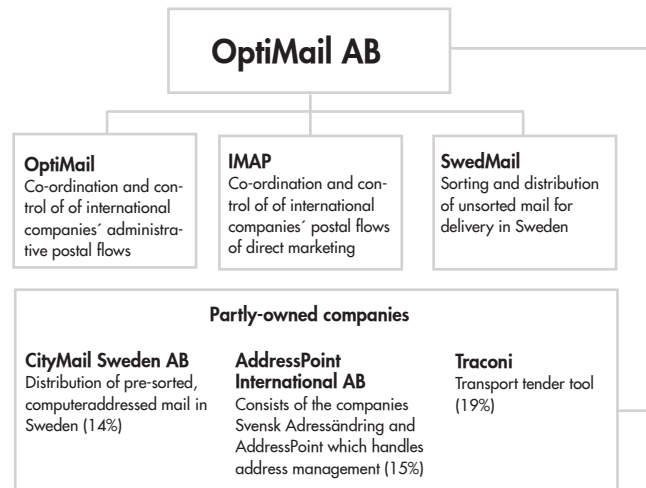 OptiMail AB
OptiMail
Co-ordination and con-
trol of of international
companies´ administra-
tive postal flows
IMAP
Co-ordination and con-
trol of of international
companies´ postal flows
of direct marketing
SwedMail
Sorting and distribution
of unsorted mail for
delivery in Sweden
Partly-owned companies
CityMail Sweden AB
Distribution of pre-sorted,
computeraddressed mail in
Sweden (14%)
AddressPoint
International AB
Consists of the companies
Svensk Adressändring and
AddressPoint which handles
address management (15%)
Traconi
Transport tender tool
(19%)